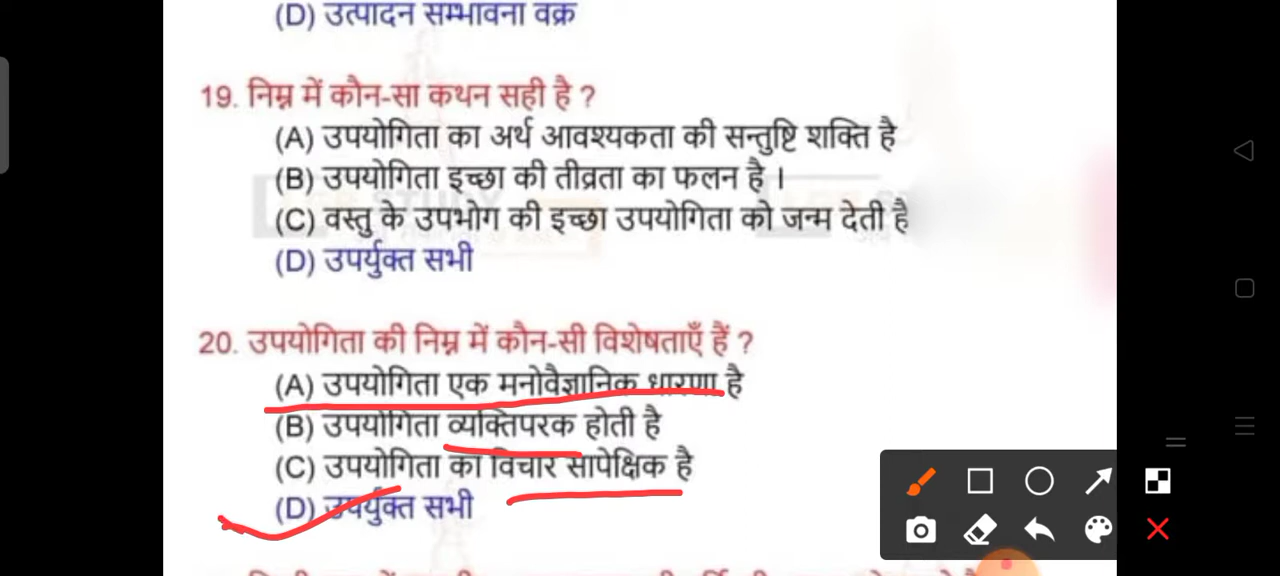 (D) उत्पादन सम्भावना वक्र
19. निम्न में कौन-सा कथन सही है ?
(A) उपयोगिता का अर्थ आवश्यकता की सन्तुष्टि शक्ति है
(B) उपयोगिता इच्छा की तीव्रता का फलन है ।
(C) वस्तु के उपभोग की इच्छा उपयोगिता को जन्म देती है
(D) उपर्युक्त सभी
20. उपयोगिता की निम्न में कौन-सी विशेषताएँ हैं ?
(A) उपयोगिता एक मनोवैज्ञानिक धारणा है
(B) उपयोगिता व्यक्तिपरक होती है
(C) उपयोगिता का विचार सापेक्षिक है
(D) उपर्युक्त सभी